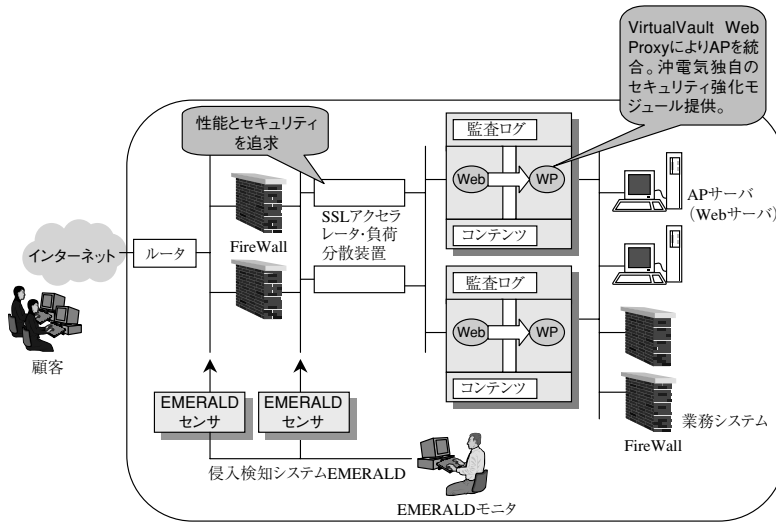 VirtualVault Web
ProxyによりAPを統
合。沖電気独自の
セキュリティ強化モ
ジュール提供。
性能とセキュリティ
を追求
監査ログ
Web
WP
コンテンツ
APサーバ
(Webサーバ)
SSLアクセラ
レータ・負荷
分散装置
FireWall
インターネット
ルータ
顧客
監査ログ
Web
WP
コンテンツ
EMERALD
センサ
EMERALD
センサ
業務システム
FireWall
侵入検知システムEMERALD
EMERALDモニタ